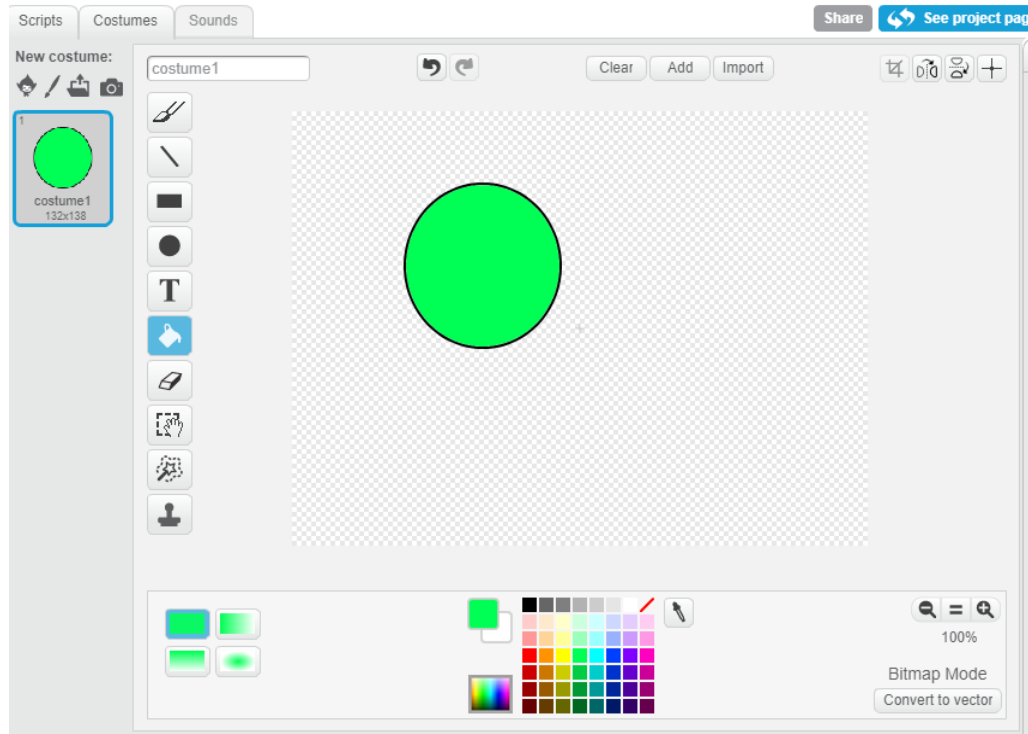 Scripts Costumes Sounds Share See project pag
New costume:
costume1 Clear Add Import
1
costume1
132x138
T
100%
Bitmap Mode
Convert to vector